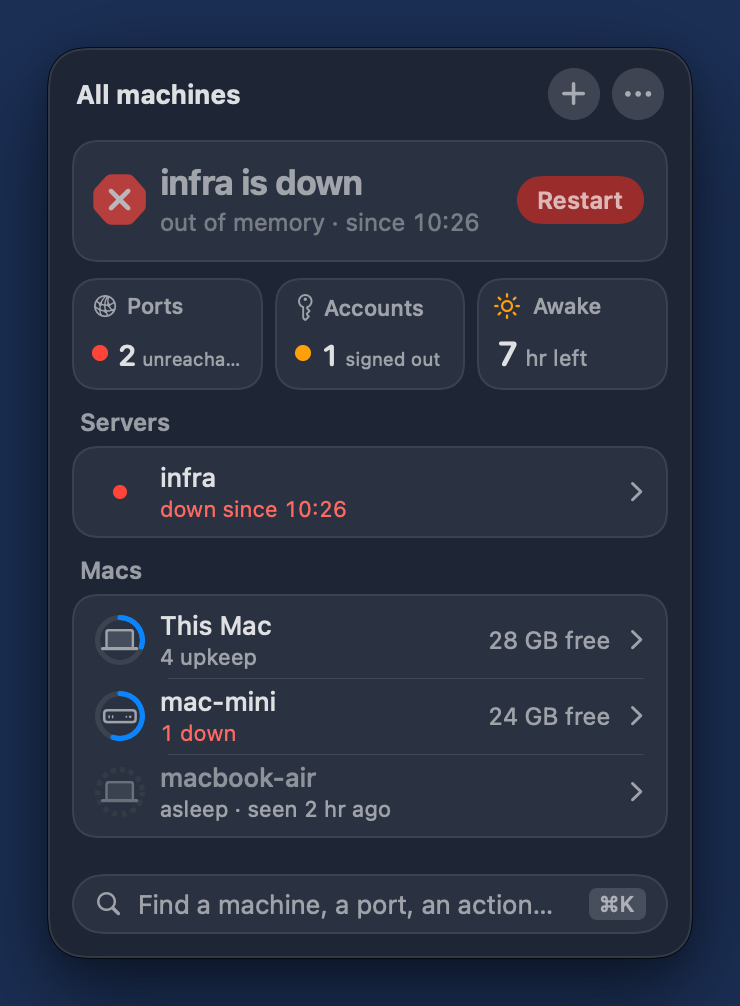 All machines
infra is down
out of memory · since 10:26
Restart
Ports
2 unreacha...
Accounts
1 signed out
Awake
7 hr left
Servers
infra
down since 10:26
Macs
This Mac
4 upkeep
28 GB free
mac-mini
1 down
24 GB free
macbook-air
asleep · seen 2 hr ago
Find a machine, a port, an action...
⌘K